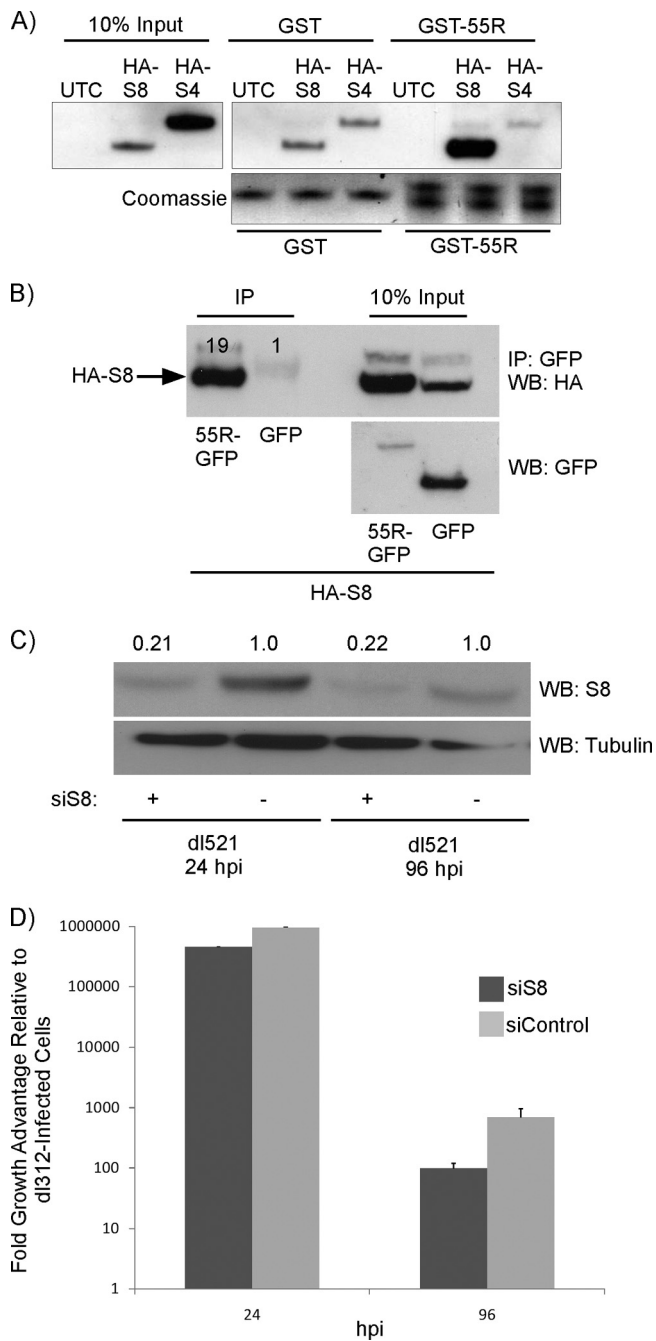 A)
10% Input GST GST-55R
UTC HA-S8 HA-S4 UTC HA-S8 HA-S4 UTC HA-S8 HA-S4
Coomassie
GST GST-55R
B)
IP 10% Input
19 1
HA-S8
IP: GFP
WB: HA
55R-GFP GFP
WB: GFP
55R-GFP GFP
HA-S8
C)
0.21 1.0 0.22 1.0
WB: S8
WB: Tubulin
siS8: + - + -
dl521 dl521
24 hpi 96 hpi
D)
Fold Growth Advantage Relative to
dl312-Infected Cells
1000000
100000
10000
1000
100
10
1
siS8
siControl
24 96
hpi